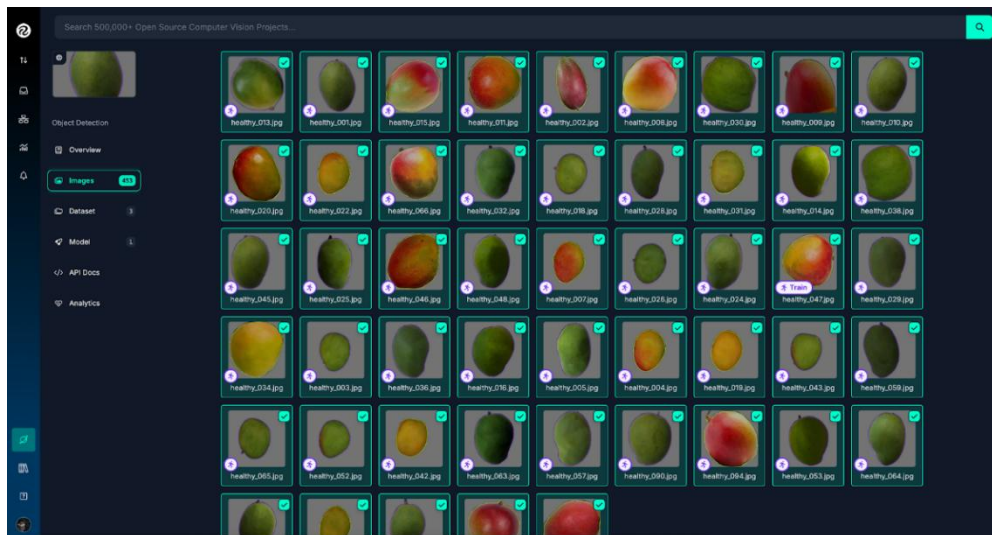 Search 500,000+ Open Source Computer Vision Projects...
Object Detection
Overview
Images 453
Dataset 3
Model 1
API Docs
Analytics
healthy_013.jpg healthy_001.jpg healthy_015.jpg healthy_011.jpg healthy_002.jpg healthy_008.jpg healthy_030.jpg healthy_009.jpg healthy_010.jpg
healthy_020.jpg healthy_022.jpg healthy_066.jpg healthy_032.jpg healthy_018.jpg healthy_028.jpg healthy_031.jpg healthy_014.jpg healthy_038.jpg
Train
healthy_045.jpg healthy_025.jpg healthy_046.jpg healthy_048.jpg healthy_007.jpg healthy_026.jpg healthy_024.jpg healthy_047.jpg healthy_029.jpg
healthy_034.jpg healthy_003.jpg healthy_036.jpg healthy_016.jpg healthy_005.jpg healthy_004.jpg healthy_019.jpg healthy_043.jpg healthy_059.jpg
healthy_065.jpg healthy_052.jpg healthy_042.jpg healthy_063.jpg healthy_057.jpg healthy_090.jpg healthy_094.jpg healthy_053.jpg healthy_064.jpg